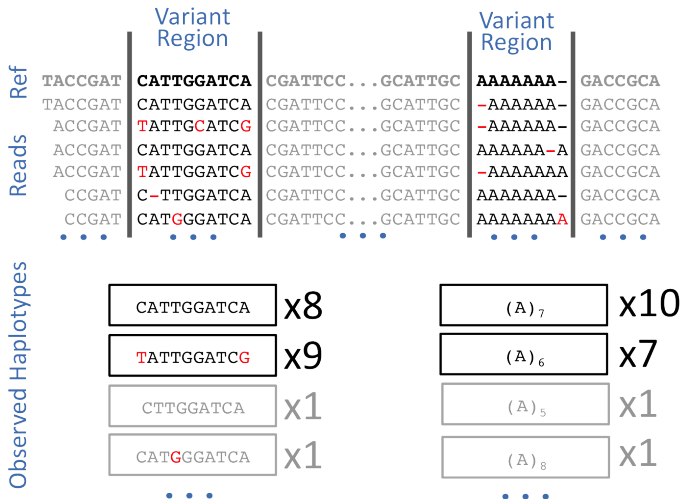 Variant Region Variant Region
Ref TACCGAT CATTGGATCA CGATTCC...GCATTGC AAAAAAA- GACCGCA
Reads
TACCGAT CATTGGATCA CGATTCC...GCATTGC -AAAAAA- GACCGCA
ACCGAT TATTGCATCG CGATTCC...GCATTGC -AAAAAA- GACCGCA
ACCGAT CATTGGATCA CGATTCC...GCATTGC AAAAAA-A GACCGCA
ACCGAT TATTGGATCG CGATTCC...GCATTGC -AAAAAA- GACCGCA
CCGAT C-TTGGATCA CGATTCC...GCATTGC AAAAAAA- GACCGCA
CCGAT CATGGGATCA CGATTCC...GCATTGC AAAAAAAA GACCGCA
... ... ... ... ...
Observed Haplotypes
CATTGGATCA x8 (A)7 x10
TATTGGATCG x9 (A)6 x7
CTTGGATCA x1 (A)5 x1
CATGGGATCA x1 (A)8 x1
... ...